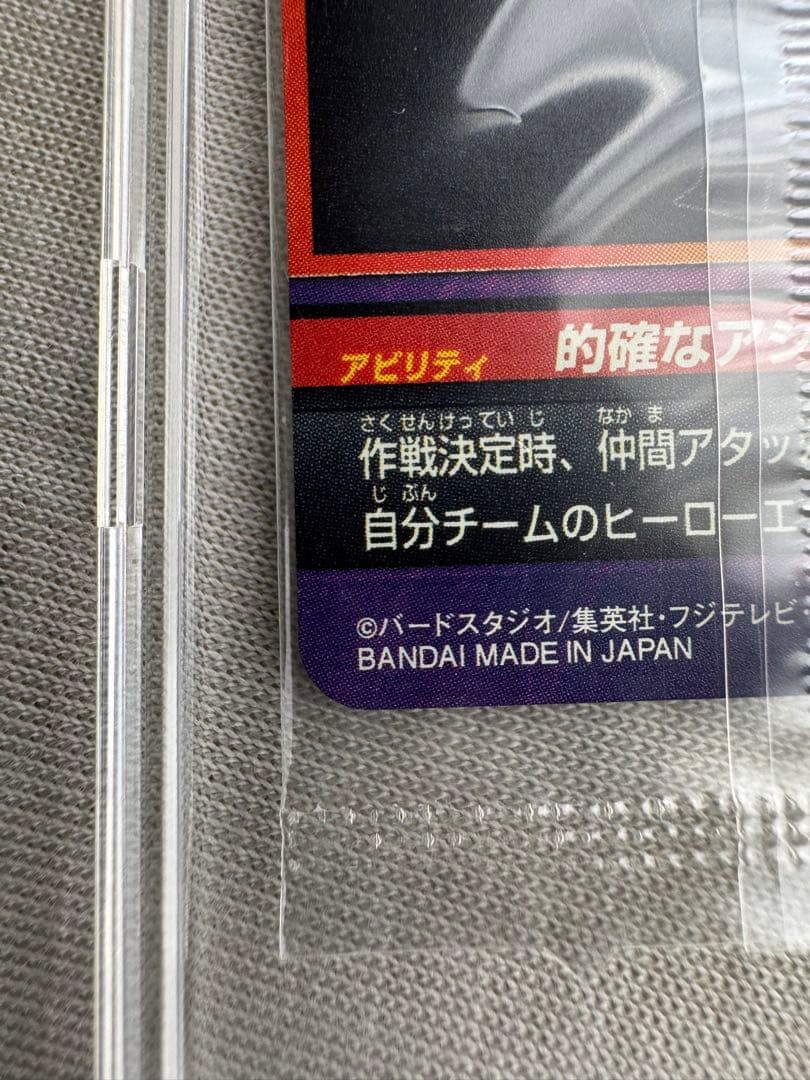 アビリティ 的確なアシ
さくせんけっていじ なかま
作戦決定時、仲間アタッ
じぶん
自分チームのヒーローエ
©バードスタジオ/集英社・フジテレビ
BANDAI MADE IN JAPAN